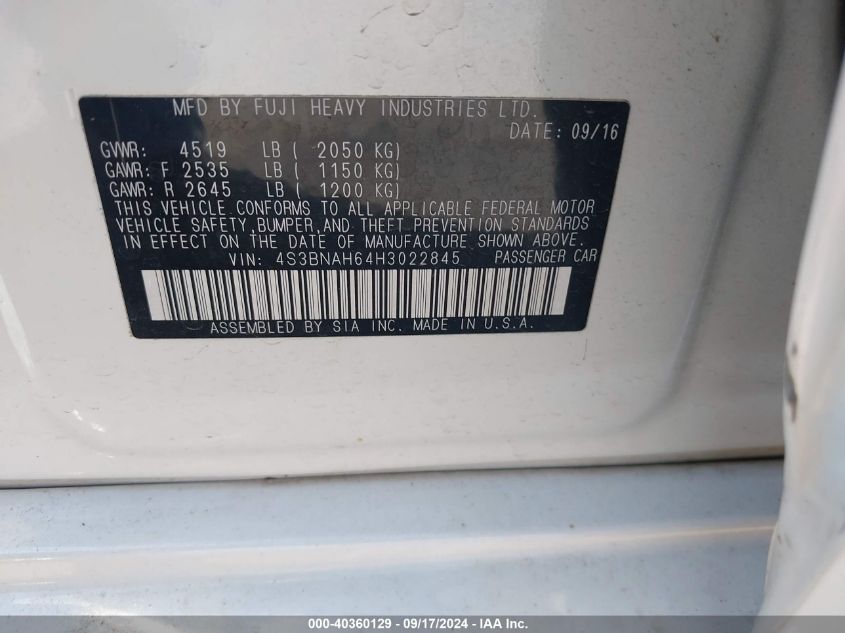 MFD BY FUJI HEAVY INDUSTRIES LTD.
DATE: 09/16
GVWR: 4519 LB ( 2050 KG)
GAWR: F 2535 LB ( 1150 KG)
GAWR: R 2645 LB ( 1200 KG)
THIS VEHICLE CONFORMS TO ALL APPLICABLE FEDERAL MOTOR
VEHICLE SAFETY,BUMPER,AND THEFT PREVENTION STANDARDS
IN EFFECT ON THE DATE OF MANUFACTURE SHOWN ABOVE.
VIN: 4S3BNAH64H3022845 PASSENGER CAR
ASSEMBLED BY SIA INC. MADE IN U.S.A.
000-40360129 - 09/17/2024 - IAA Inc.